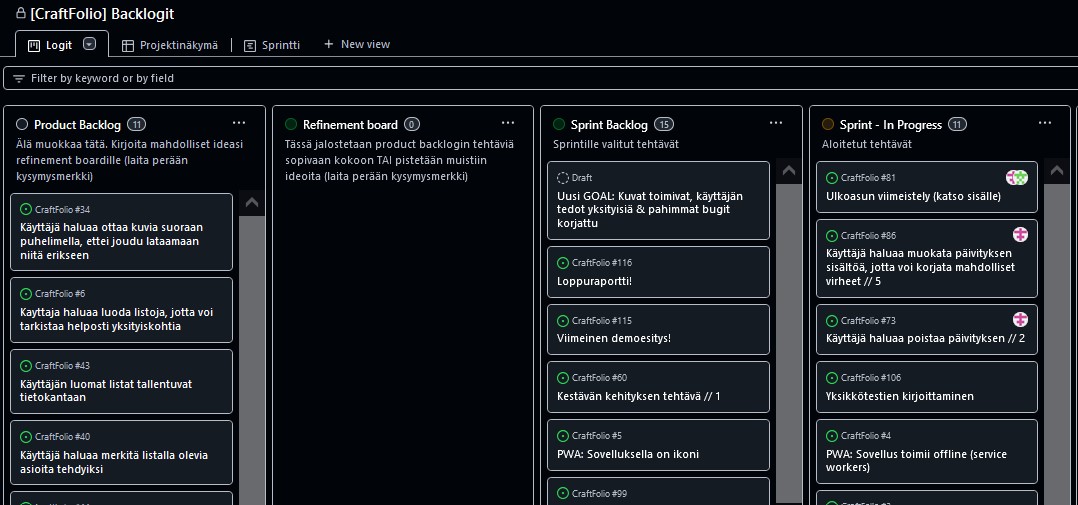 [CraftFolio] Backlogit
Logit
Projektinäkymä
Sprintti
New view
Filter by keyword or by field
Product Backlog 11
Älä muokkaa tätä. Kirjoita mahdolliset ideasi
refinement boardille (laita perään
kysymysmerkki)
CraftFolio #34
Käyttäjä haluaa ottaa kuvia suoraan
puhelimella, ettei joudu lataamaan
niitä erikseen
CraftFolio #6
Kayttaja haluaa luoda listoja, jotta voi
tarkistaa helposti yksityiskohtia
CraftFolio #43
Käyttäjän luomat listat tallentuvat
tietokantaan
CraftFolio #40
Käyttäjä haluaa merkitä listalla olevia
asioita tehdyiksi
Refinement board 0
Tässä jalostetaan product backlogin tehtäviä
sopivaan kokoon TAI pistetään muistiin
ideoita (laita perään kysymysmerkki)
Sprint Backlog 15
Sprintille valitut tehtävät
Draft
Uusi GOAL: Kuvat toimivat, käyttäjän
tedot yksityisiä & pahimmat bugit
korjattu
CraftFolio #116
Loppuraportti!
CraftFolio #115
Viimeinen demoesitys!
CraftFolio #60
Kestävän kehityksen tehtävä // 1
CraftFolio #5
PWA: Sovelluksella on ikoni
CraftFolio #99
Sprint - In Progress 11
Aloitetut tehtävät
CraftFolio #81
Ulkoasun viimeistely (katso sisälle)
CraftFolio #86
Käyttäjä haluaa muokata päivityksen
sisältöä, jotta voi korjata mahdolliset
virheet // 5
CraftFolio #73
Käyttäjä haluaa poistaa päivityksen // 2
CraftFolio #106
Yksikkötestien kirjoittaminen
CraftFolio #4
PWA: Sovellus toimii offline (service
workers)